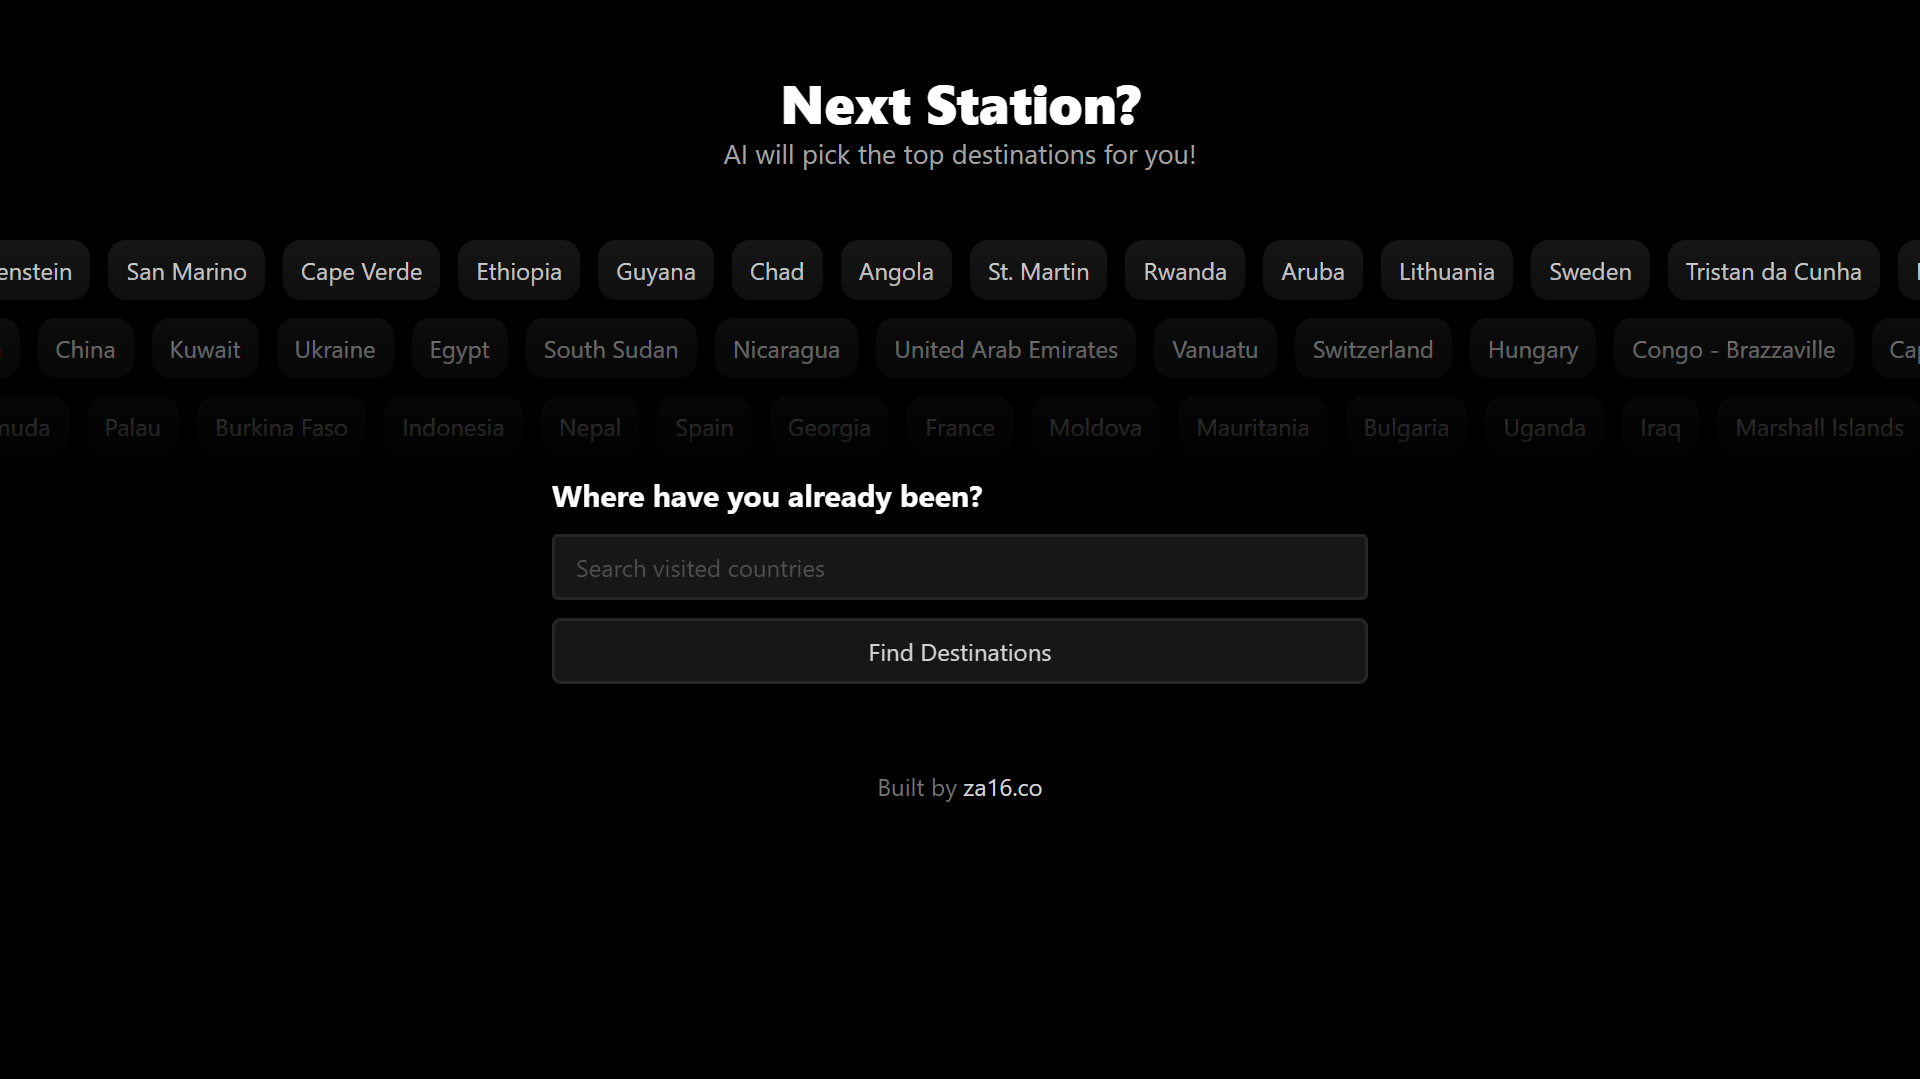 Next Station?
AI will pick the top destinations for you!
enstein San Marino Cape Verde Ethiopia Guyana Chad Angola St. Martin Rwanda Aruba Lithuania Sweden Tristan da Cunha
China Kuwait Ukraine Egypt South Sudan Nicaragua United Arab Emirates Vanuatu Switzerland Hungary Congo - Brazzaville Ca
muda Palau Burkina Faso Indonesia Nepal Spain Georgia France Moldova Mauritania Bulgaria Uganda Iraq Marshall Islands
Where have you already been?
Search visited countries
Find Destinations
Built by za16.co